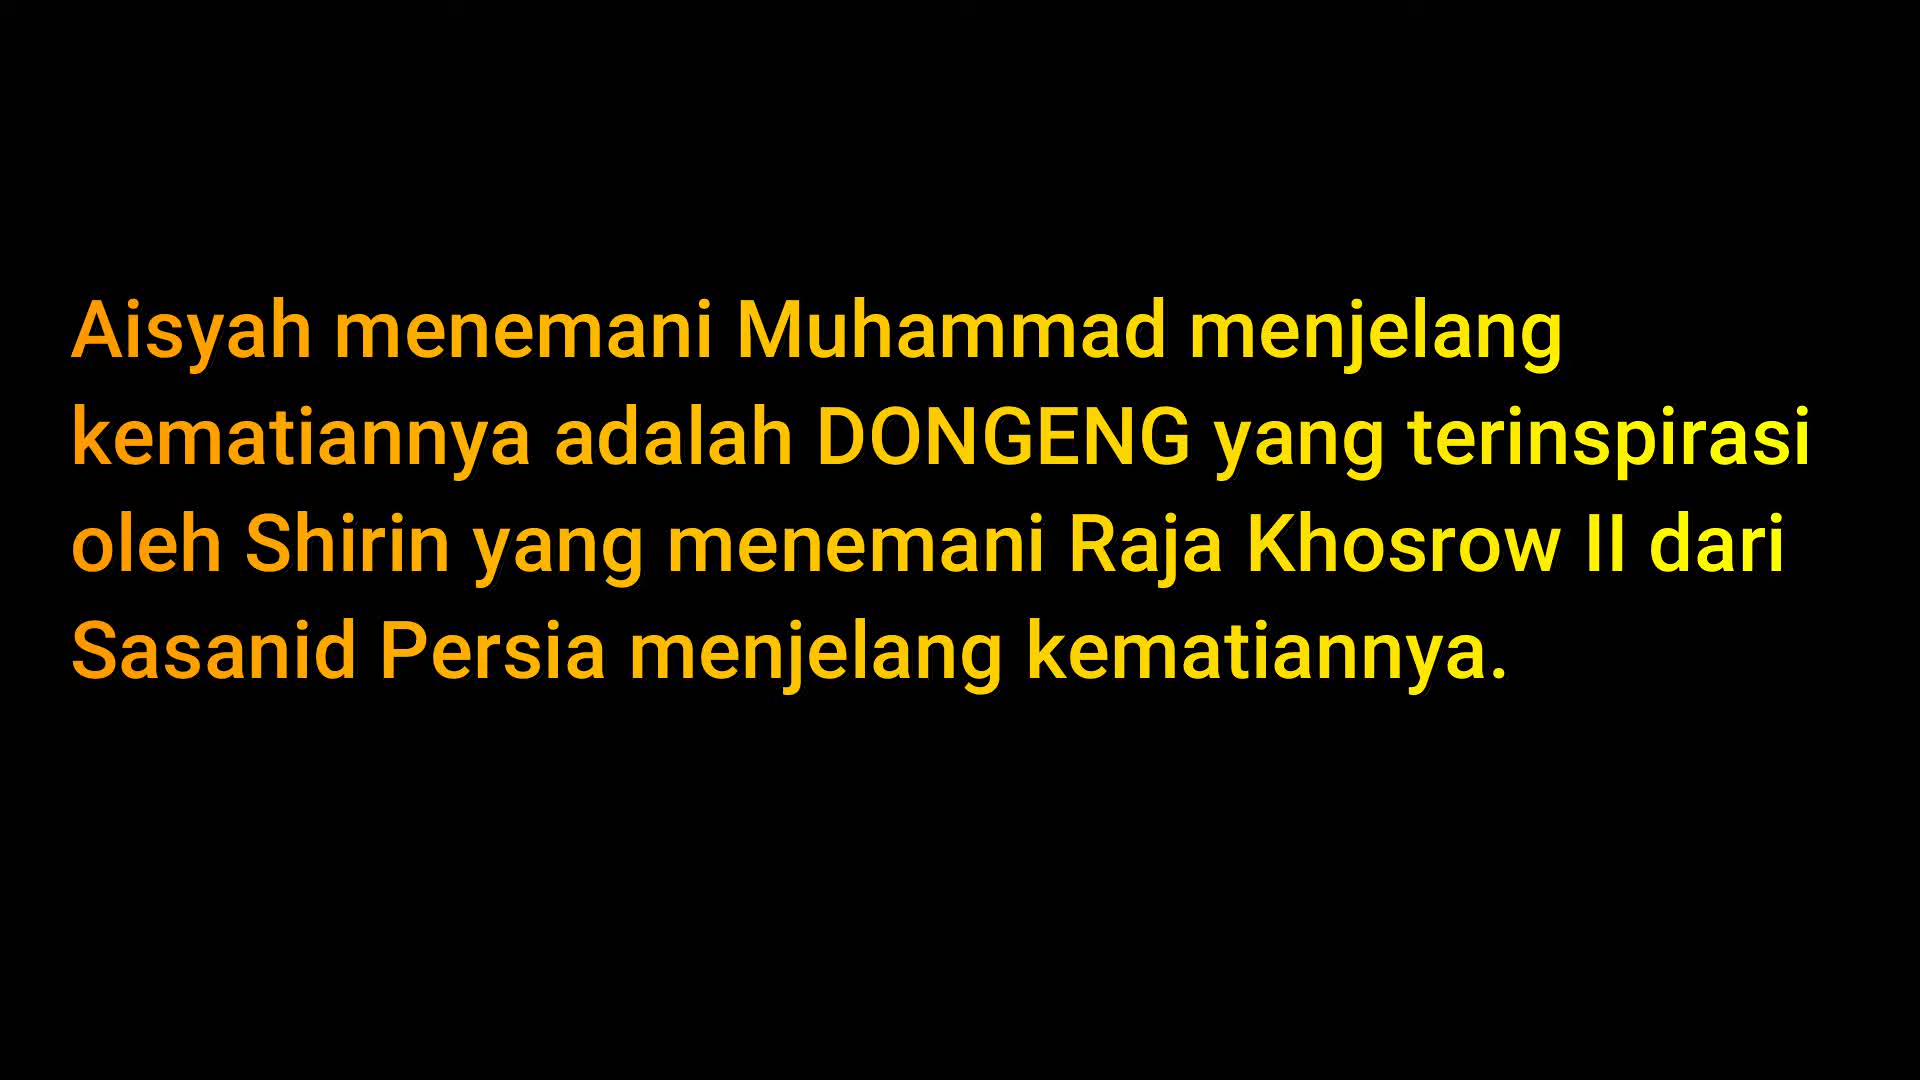 Aisyah menemani Muhammad menjelang
kematiannya adalah DONGENG yang terinspirasi
oleh Shirin yang menemani Raja Khosrow II dari
Sasanid Persia menjelang kematiannya.